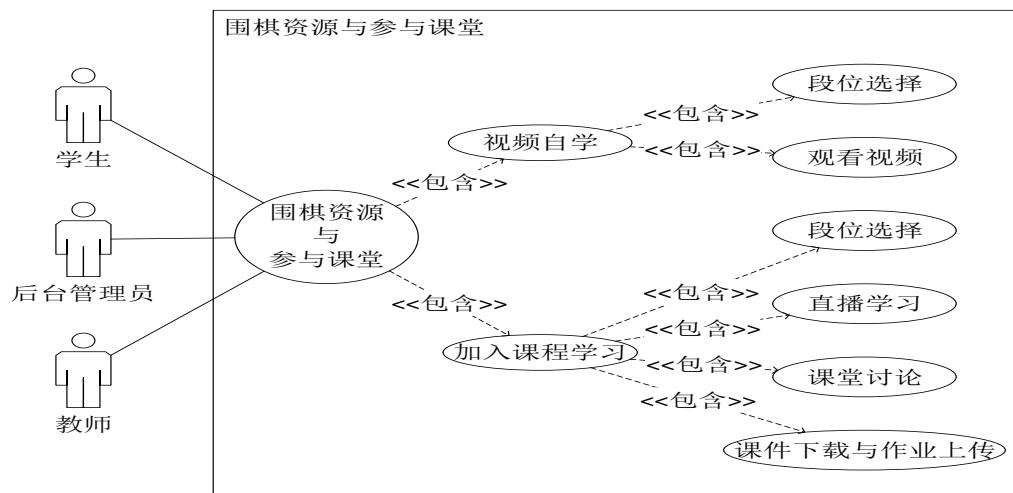 围棋资源与参与课堂
学生
后台管理员
教师
围棋资源
与
参与课堂
<<包含>>
<<包含>>
视频自学
加入课程学习
<<包含>>
<<包含>>
<<包含>>
<<包含>>
<<包含>>
<<包含>>
段位选择
观看视频
段位选择
直播学习
课堂讨论
课件下载与作业上传